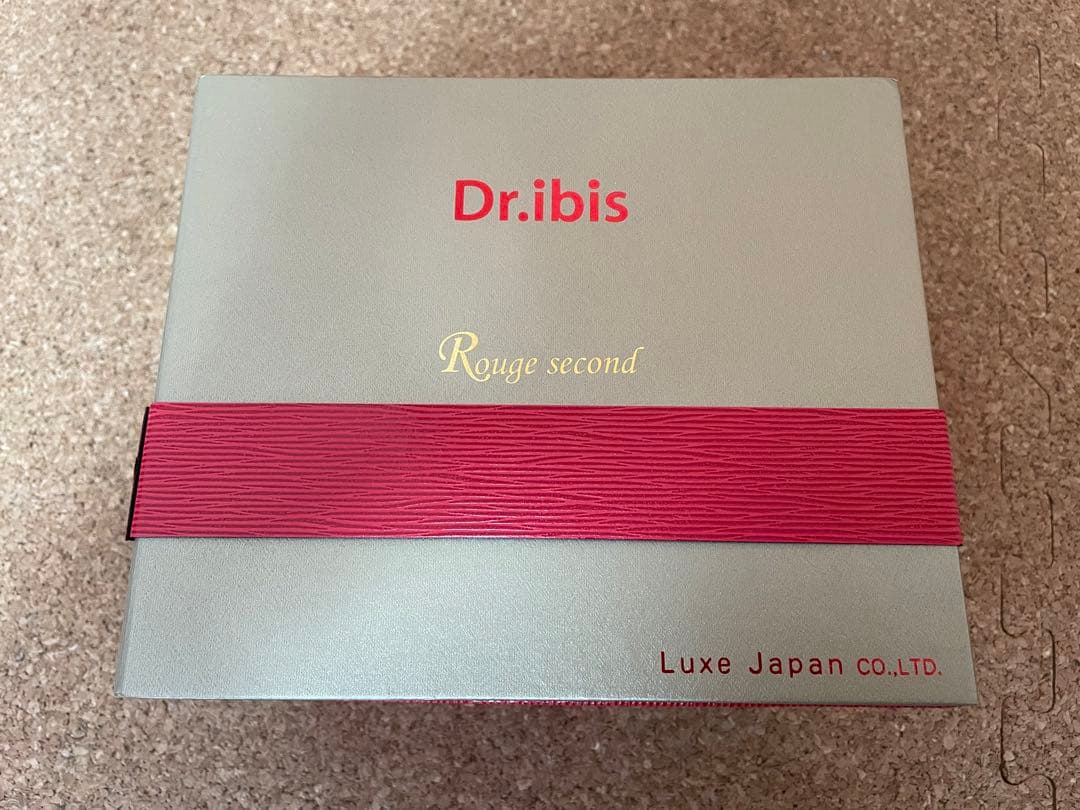 Dr.ibis
Rouge second
Luxe Japan CO.,LTD.